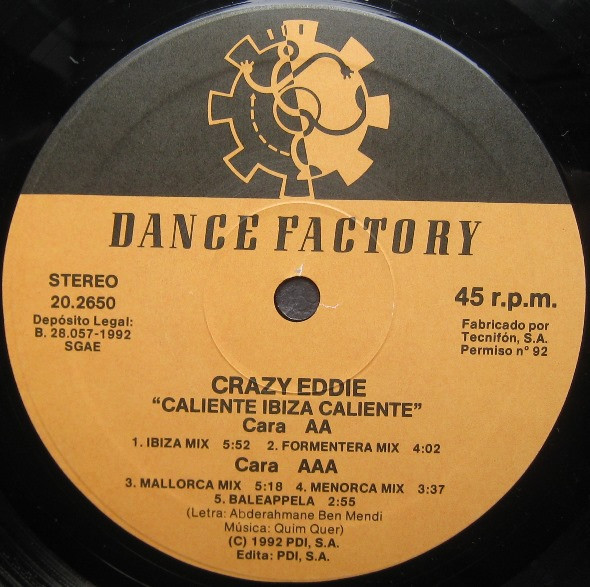 DANCE FACTORY
STEREO
20.2650
Depósito Legal:
B. 28.057-1992
SGAE
45 r.p.m.
Fabricado por
Tecnifón, S.A.
Permiso nº 92
CRAZY EDDIE
“CALIENTE IBIZA CALIENTE”
Cara AA
1. IBIZA MIX 5:52 2. FORMENTERA MIX 4:02
Cara AAA
3. MALLORCA MIX 5:18 4. MENORCA MIX 3:37
5. BALEAPPELA 2:55
(Letra: Abderahmane Ben Mendi
Música: Quim Quer)
(C) 1992 PDI, S.A.
Edita: PDI, S.A.